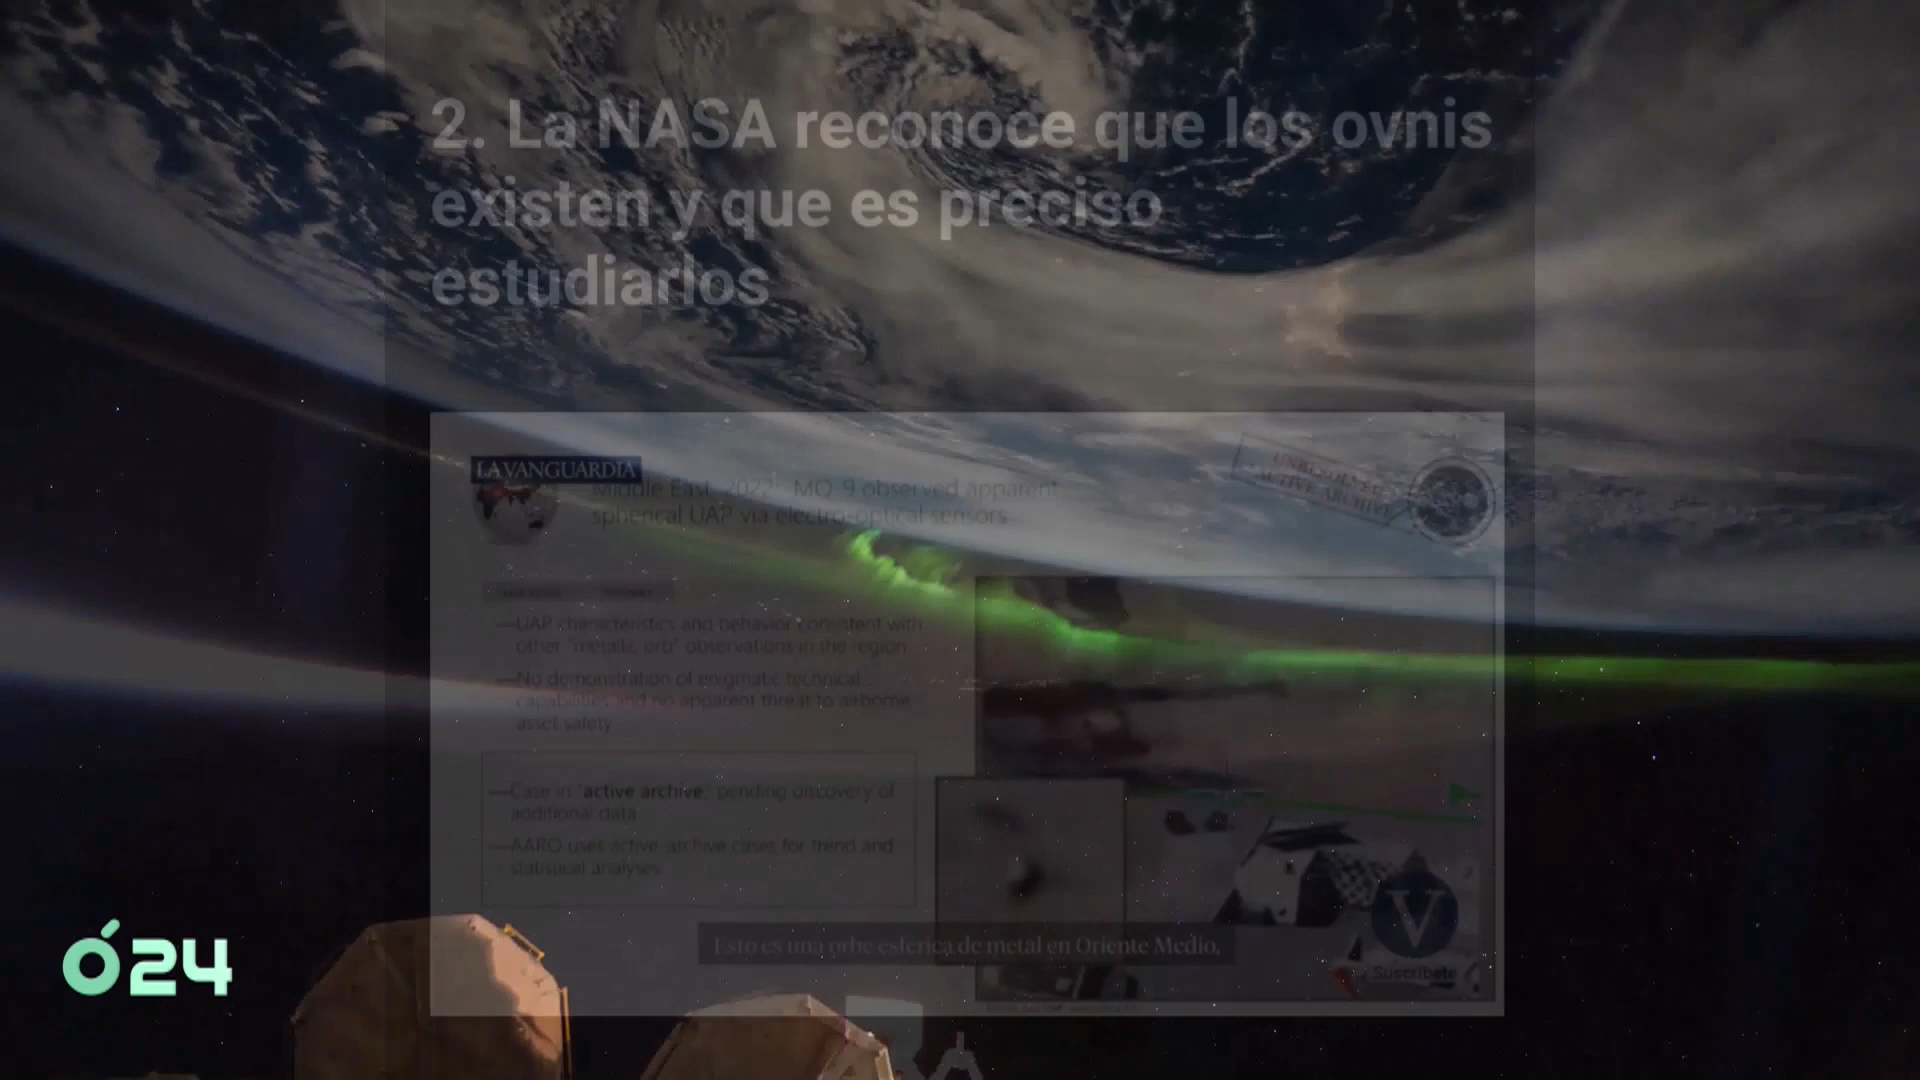 2. La NASA reconoce que los ovnis
existen y que es preciso
estudiarlos
LA VANGUARDIA
Middle East, 2022 - MQ-9 observed apparent
spherical UAP via electro-optical sensors
UNRESOLVED
ACTIVE ARCHIVE
—UAP characteristics and behavior consistent with
other "metallic orb" observations in the region
—No demonstration of enigmatic technical
capabilities and no apparent threat to airborne
asset safety
—Case in "active archive," pending discovery of
additional data
—AARO uses active archive cases for trend and
statistical analyses
V
Esto es una orbe esférica de metal en Oriente Medio,
Suscríbete
ó24